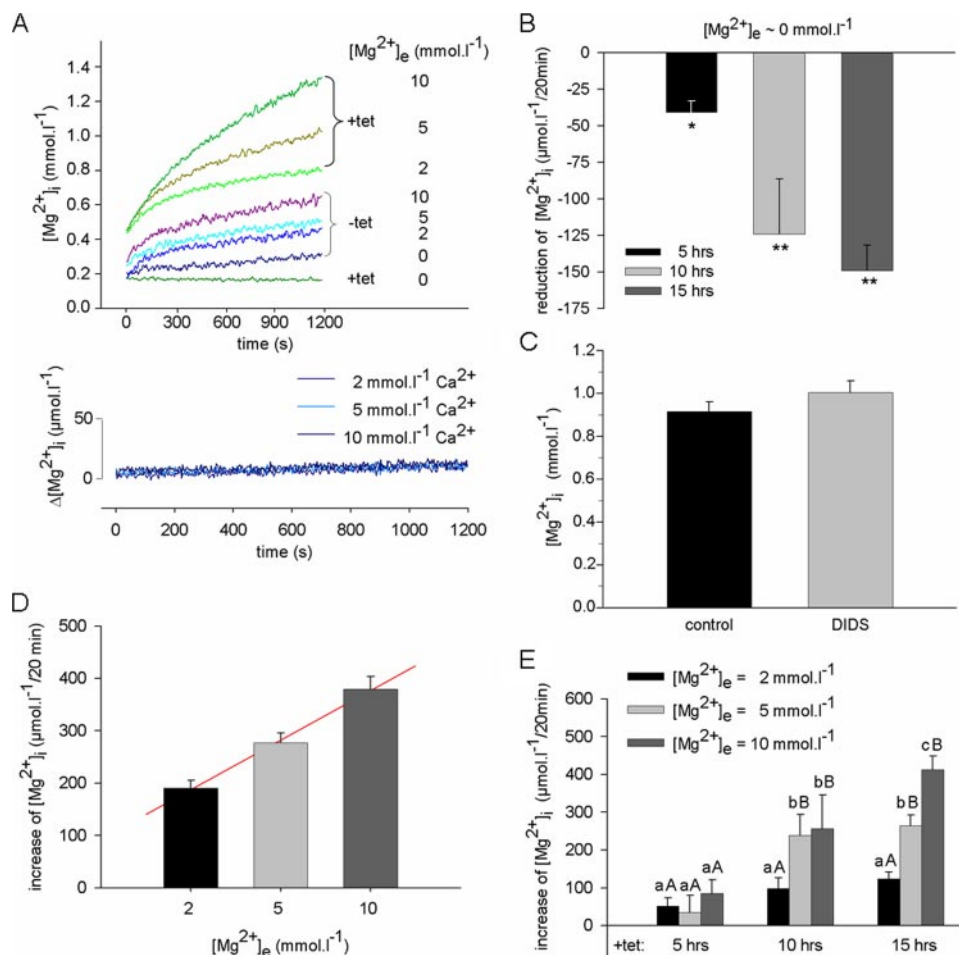 A
[Mg2+]e (mmol.l-1)
[Mg2+]i (mmol.l-1)
1.4
1.2
1.0
0.8
0.6
0.4
0.2
0.0
10
+tet 5
2
10
-tet 5
2
0
+tet 0
0 300 600 900 1200
time (s)
2 mmol.l-1 Ca2+
5 mmol.l-1 Ca2+
10 mmol.l-1 Ca2+
Δ[Mg2+]i (µmol.l-1)
50
0
0 200 400 600 800 1000 1200
time (s)
B
[Mg2+]e ~ 0 mmol.l-1
reduction of [Mg2+]i (µmol.l-1/20min)
0
-25
-50
-75
-100
-125
-150
-175
*
**
**
5 hrs
10 hrs
15 hrs
C
[Mg2+]i (mmol.l-1)
1.2
1.0
0.8
0.6
0.4
0.2
0.0
control DIDS
D
increase of [Mg2+]i (µmol.l-1/20 min)
500
400
300
200
100
0
2 5 10
[Mg2+]e (mmol.l-1)
E
[Mg2+]e = 2 mmol.l-1
[Mg2+]e = 5 mmol.l-1
[Mg2+]e = 10 mmol.l-1
increase of [Mg2+]i (µmol.l-1/20min)
600
500
400
300
200
100
0
aA aA aA
aA bB bB
aA bB cB
+tet: 5 hrs 10 hrs 15 hrs